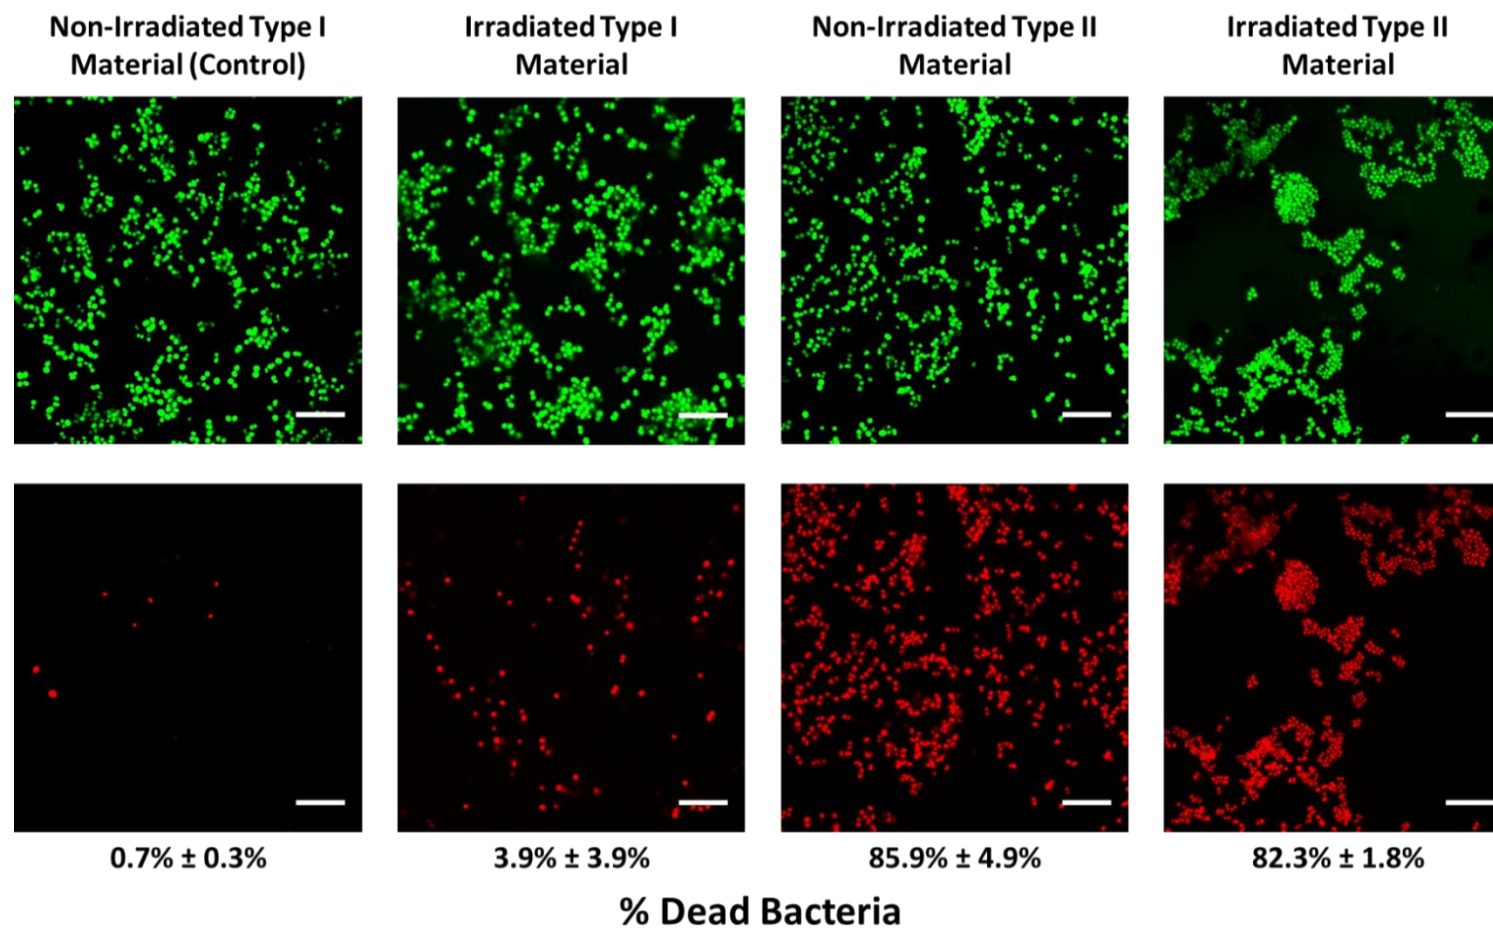 Non-Irradiated Type I
Material (Control)
Irradiated Type I
Material
Non-Irradiated Type II
Material
Irradiated Type II
Material
0.7% ± 0.3%
3.9% ± 3.9%
85.9% ± 4.9%
82.3% ± 1.8%
% Dead Bacteria